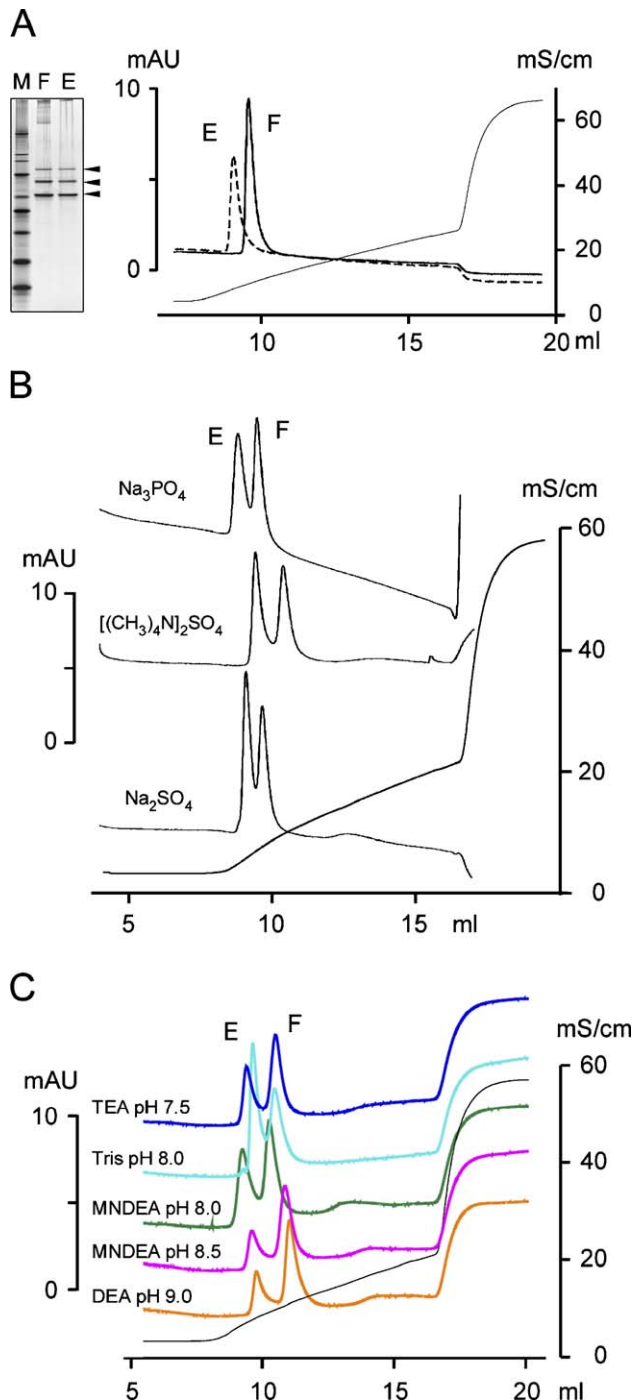 A
M F E
mAU
mS/cm
10
0
E
F
60
40
20
0
10 15 20 ml
B
E F
Na₃PO₄
[(CH₃)₄N]₂SO₄
Na₂SO₄
mAU
10
0
mS/cm
60
40
20
0
5 10 15 ml
C
E F
mAU
10
0
TEA pH 7.5
Tris pH 8.0
MNDEA pH 8.0
MNDEA pH 8.5
DEA pH 9.0
mS/cm
60
40
20
0
5 10 15 20 ml